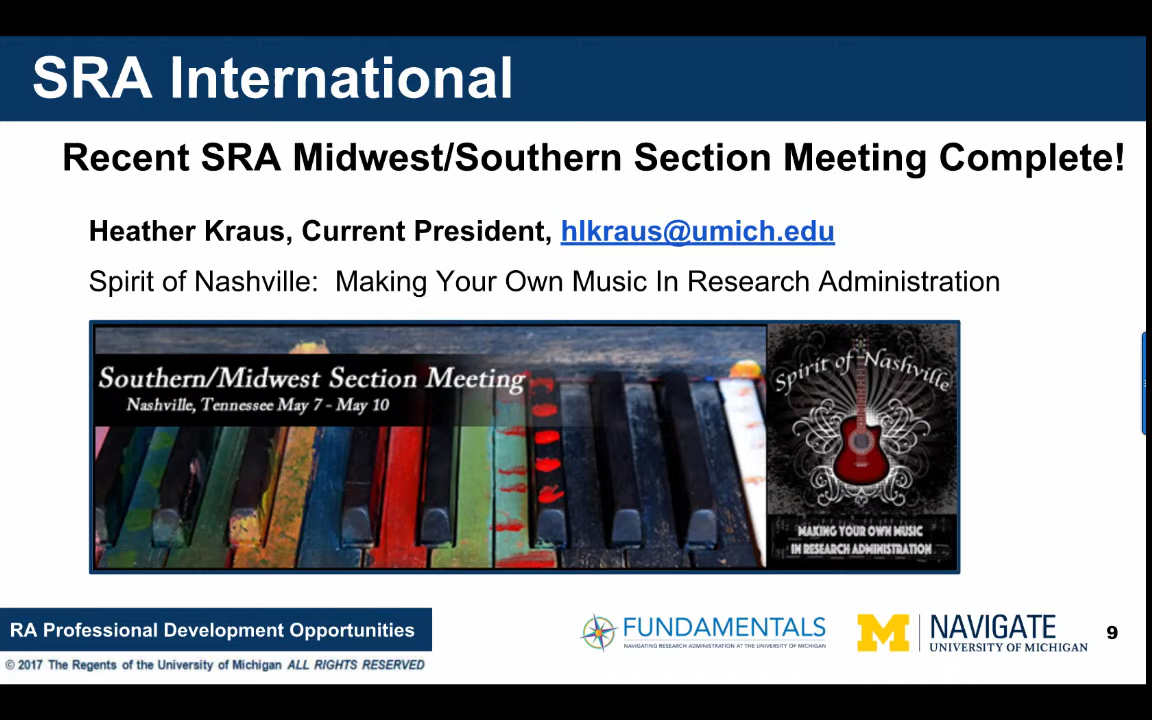 SRA International
Recent SRA Midwest/Southern Section Meeting Complete!
Heather Kraus, Current President, hlkraus@umich.edu
Spirit of Nashville:  Making Your Own Music In Research Administration
Southern/Midwest Section Meeting
Nashville, Tennessee May 7 - May 10
Spirit of Nashville
MAKING YOUR OWN MUSIC
IN RESEARCH ADMINISTRATION
RA Professional Development Opportunities
© 2017 The Regents of the University of Michigan ALL RIGHTS RESERVED
FUNDAMENTALS
NAVIGATING RESEARCH ADMINISTRATION AT THE UNIVERSITY OF MICHIGAN
M
NAVIGATE
UNIVERSITY OF MICHIGAN
9